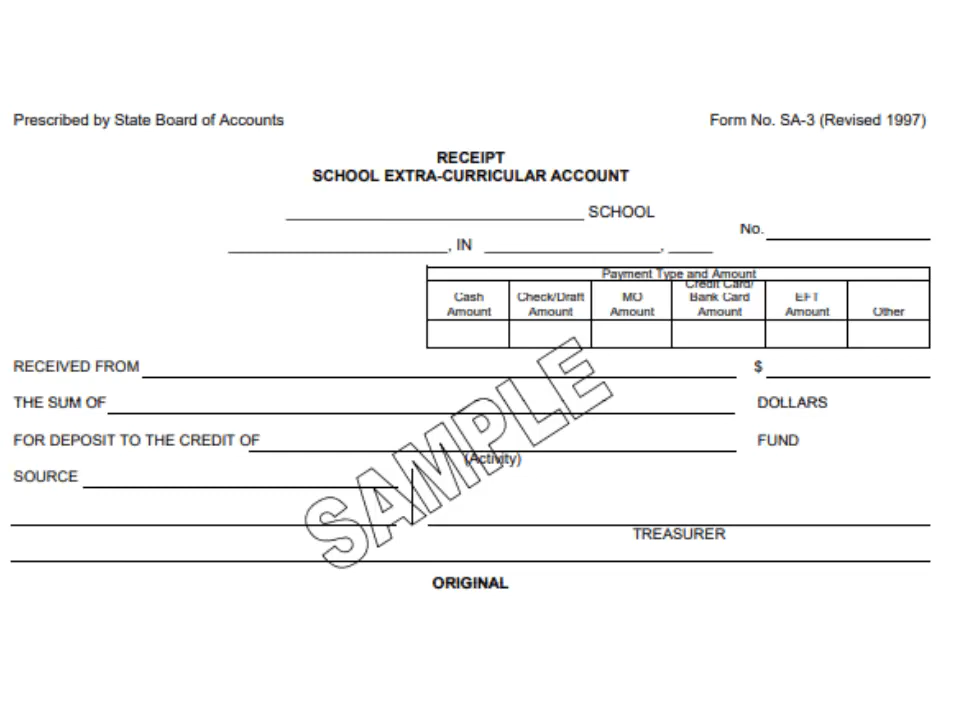 Prescribed by State Board of Accounts Form No. SA-3 (Revised 1997)
RECEIPT
SCHOOL EXTRA-CURRICULAR ACCOUNT
SCHOOL
No.
, IN , 
Payment Type and Amount
Cash Amount Check/Draft Amount MO Amount Credit Card/ Bank Card Amount EFT Amount Other
RECEIVED FROM $
THE SUM OF DOLLARS
FOR DEPOSIT TO THE CREDIT OF FUND
(Activity)
SOURCE
TREASURER
ORIGINAL
SAMPLE